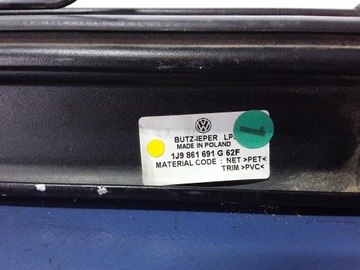 BUTZ-IEPER LP.
MADE IN POLAND
1J9 861 691 G 62F
MATERIAL CODE : NET >PET<
TRIM >PVC<
1